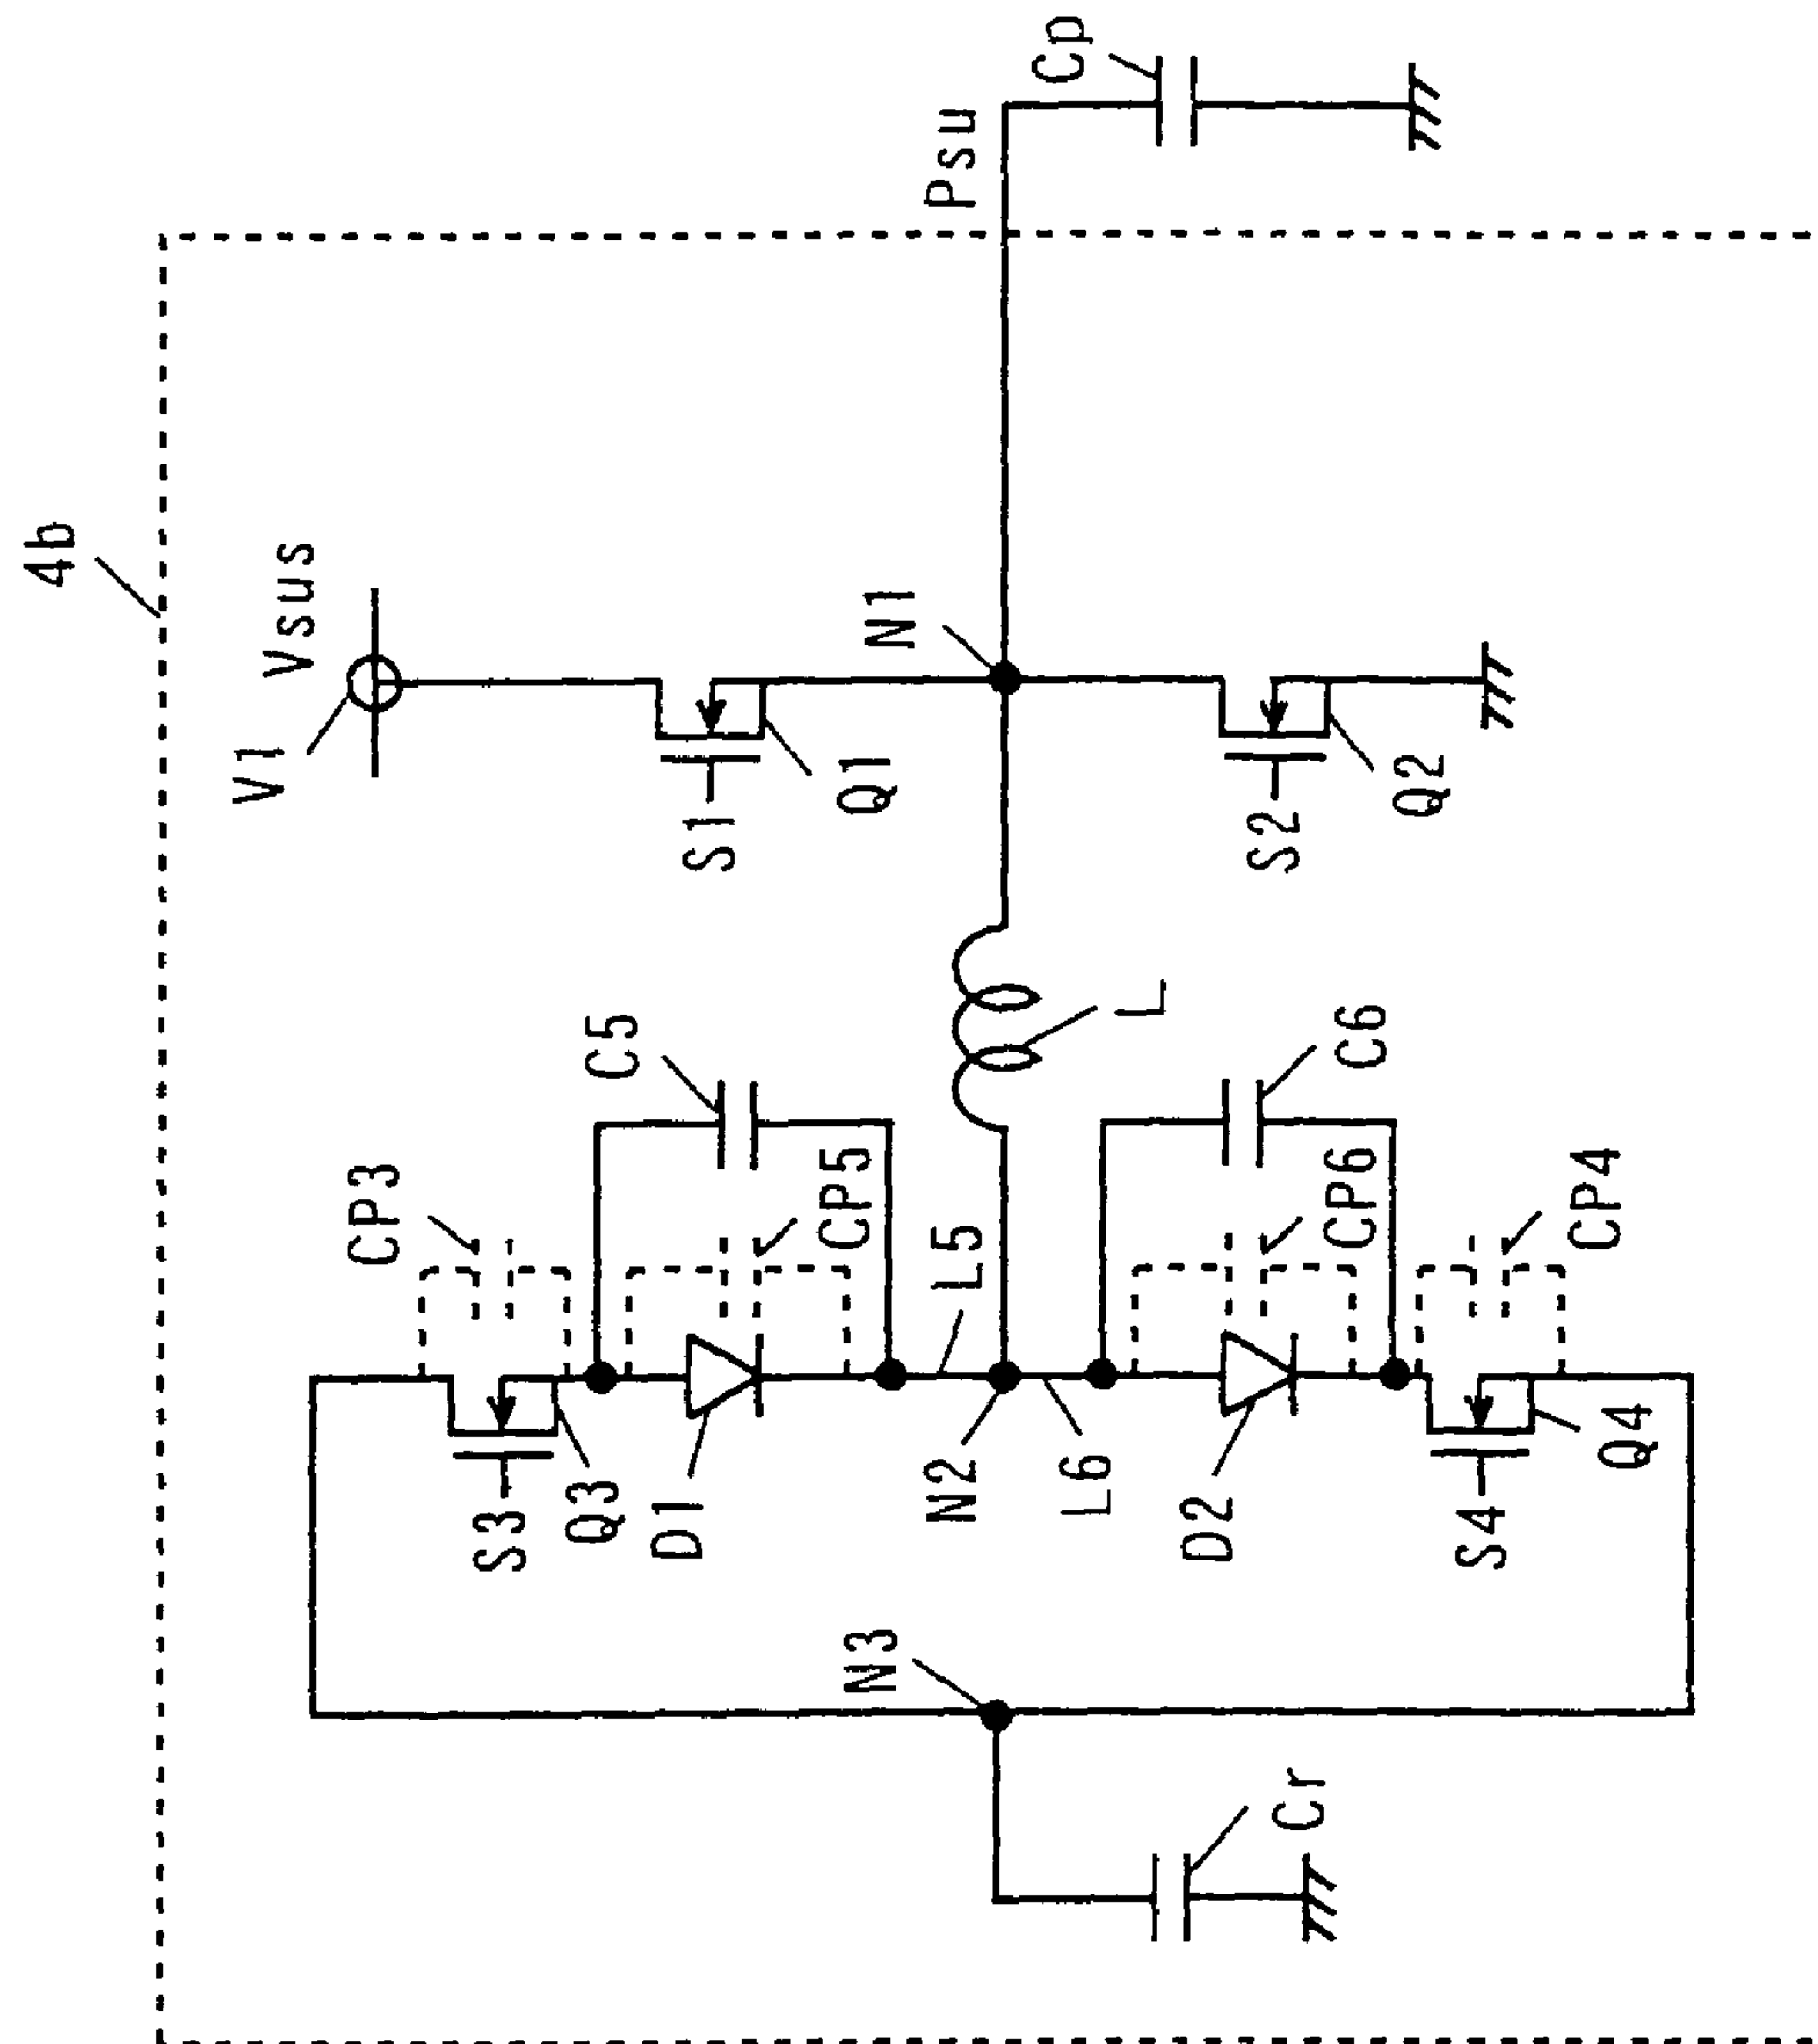 4b
V1
Vsus
S1
Q1
N1
Psu
Cp
S2
Q2
CP3
C5
CP5
L5
L
C6
CP6
CP4
S3
Q3
D1
N2
L6
D2
S4
Q4
N3
Cr